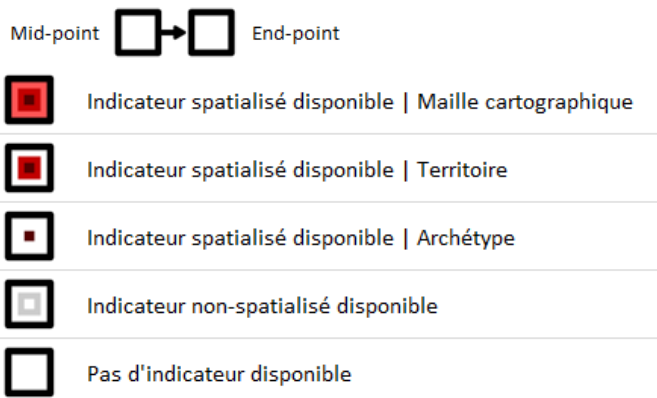 Mid-point End-point
Indicateur spatialisé disponible | Maille cartographique
Indicateur spatialisé disponible | Territoire
Indicateur spatialisé disponible | Archétype
Indicateur non-spatialisé disponible
Pas d'indicateur disponible